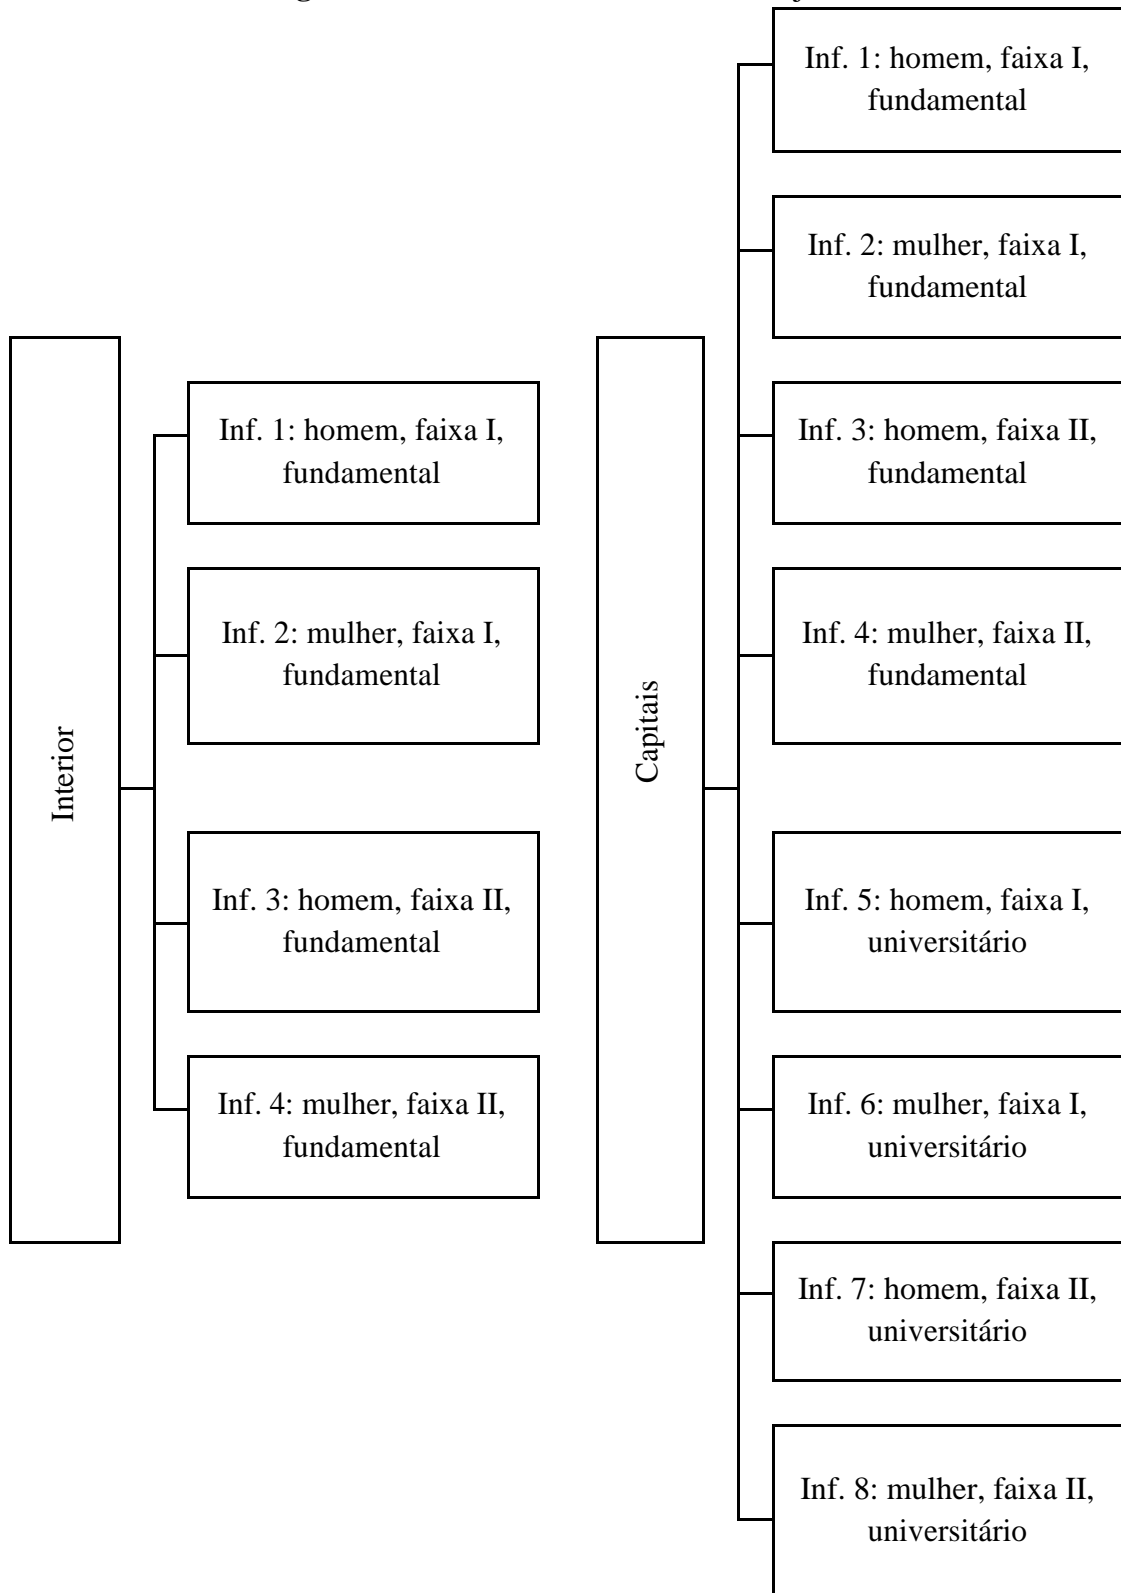 Interior
Inf. 1: homem, faixa I,
fundamental
Inf. 2: mulher, faixa I,
fundamental
Inf. 3: homem, faixa II,
fundamental
Inf. 4: mulher, faixa II,
fundamental
Capitais
Inf. 1: homem, faixa I,
fundamental
Inf. 2: mulher, faixa I,
fundamental
Inf. 3: homem, faixa II,
fundamental
Inf. 4: mulher, faixa II,
fundamental
Inf. 5: homem, faixa I,
universitário
Inf. 6: mulher, faixa I,
universitário
Inf. 7: homem, faixa II,
universitário
Inf. 8: mulher, faixa II,
universitário